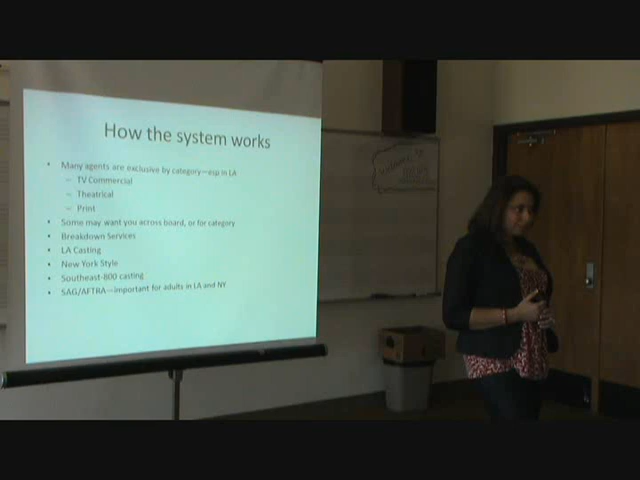 How the system works
• Many agents are exclusive by category—esp in LA
– TV Commercial
– Theatrical
– Print
• Some may want you across board, or for category
• Breakdown Services
• LA Casting
• New York Style
• Southeast-800 casting
• SAG/AFTRA—important for adults in LA and NY